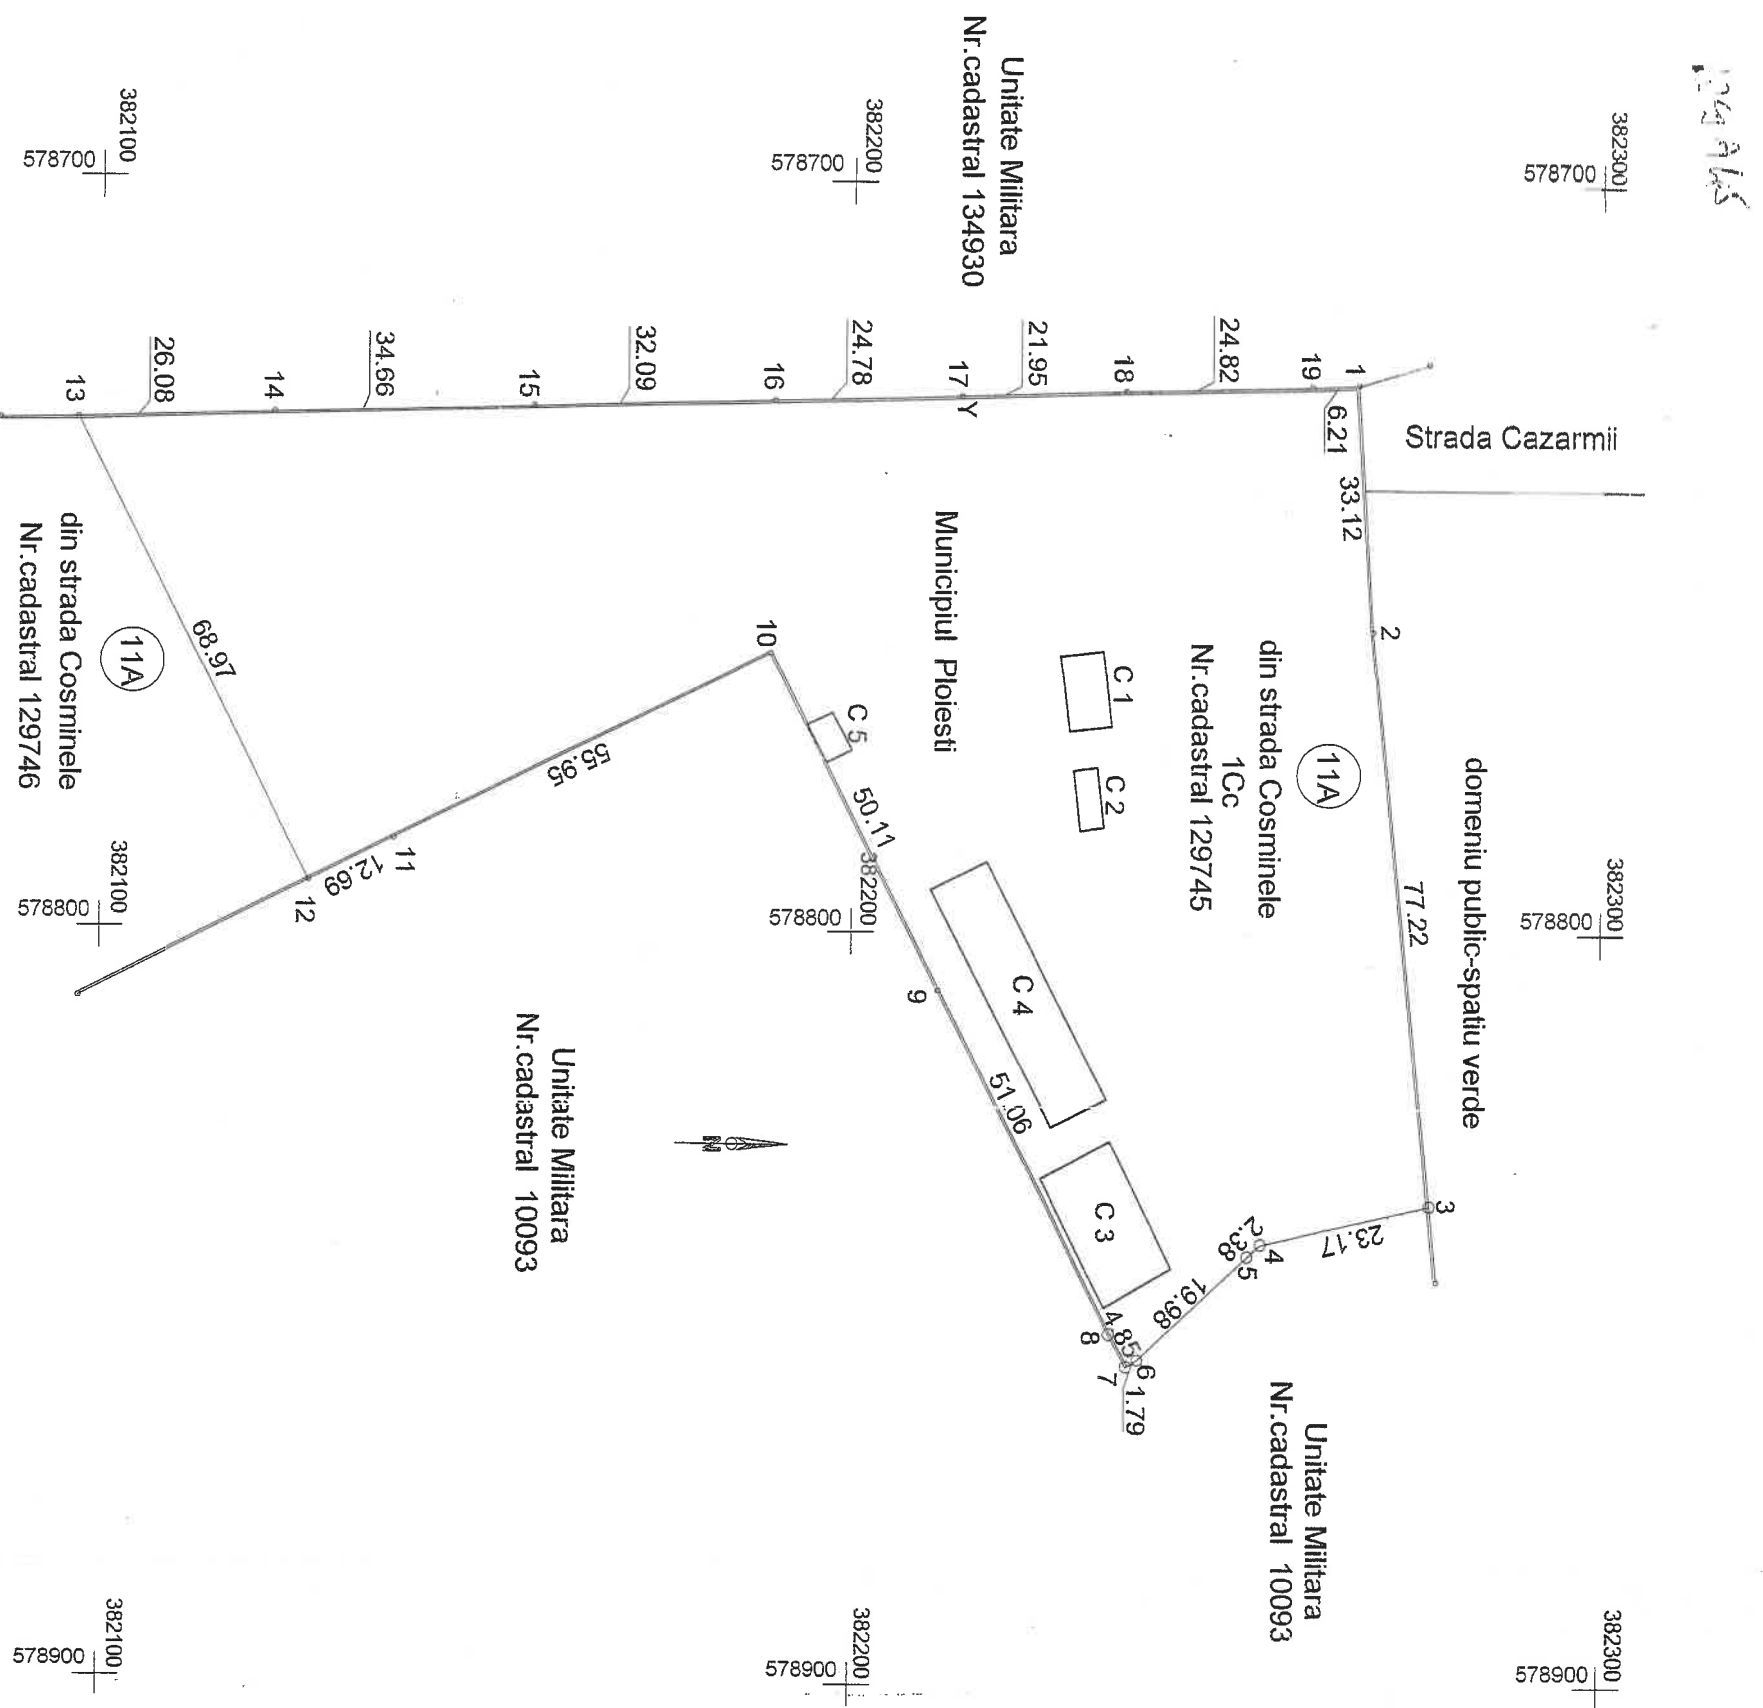 382300
578700
382200
578700
382100
578700
Unitate Militara
Nr.cadastral 134930
1
19
24.82
18
21.95
17
Y
24.78
16
32.09
15
34.66
14
26.08
13
6.21
33.12
Strada Cazarmii
2
domeniu public-spatiu verde
77.22
3
23.17
4
2.38
5
19.98
6
1.79
7
4.85
8
51.06
9
50.11
10
55.95
11
12.69
12
68.97
11A
din strada Cosminele
1Cc
Nr.cadastral 129745
C 1
C 2
C 3
C 4
C 5
Municipiul Ploiesti
11A
din strada Cosminele
Nr.cadastral 129746
382300
578800
382200
578800
382100
578800
Unitate Militara
Nr.cadastral 10093
N
Unitate Militara
Nr.cadastral 10093
382300
578900
382200
578900
382100
578900